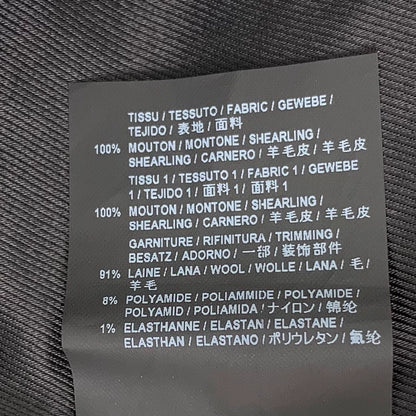 TISSU / TESSUTO / FABRIC / GEWEBE /
TEJIDO / 表地 / 面料
100% MOUTON / MONTONE / SHEARLING /
SHEARLING / CARNERO / 羊毛皮 / 羊毛皮
TISSU 1 / TESSUTO 1 / FABRIC 1 / GEWEBE
1 / TEJIDO 1 / 面料 1 / 面料 1
100% MOUTON / MONTONE / SHEARLING /
SHEARLING / CARNERO / 羊毛皮 / 羊毛皮
GARNITURE / RIFINITURA / TRIMMING /
BESATZ / ADORNO / 一部 / 装饰部件
91% LAINE / LANA / WOOL / WOLLE / LANA / 毛 /
羊毛
8% POLYAMIDE / POLIAMMIDE / POLYAMIDE /
POLYAMID / POLIAMIDA / ナイロン / 锦纶
1% ELASTHANNE / ELASTAN / ELASTANE /
ELASTHAN / ELASTANO / ポリウレタン / 氨纶